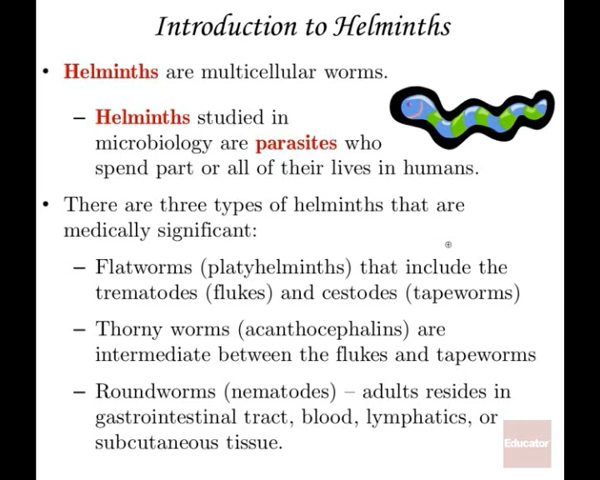 Introduction to Helminths
• Helminths are multicellular worms.
– Helminths studied in
microbiology are parasites who
spend part or all of their lives in humans.
• There are three types of helminths that are
medically significant:
– Flatworms (platyhelminths) that include the
trematodes (flukes) and cestodes (tapeworms)
– Thorny worms (acanthocephalins) are
intermediate between the flukes and tapeworms
– Roundworms (nematodes) – adults resides in
gastrointestinal tract, blood, lymphatics, or
subcutaneous tissue.
Educator